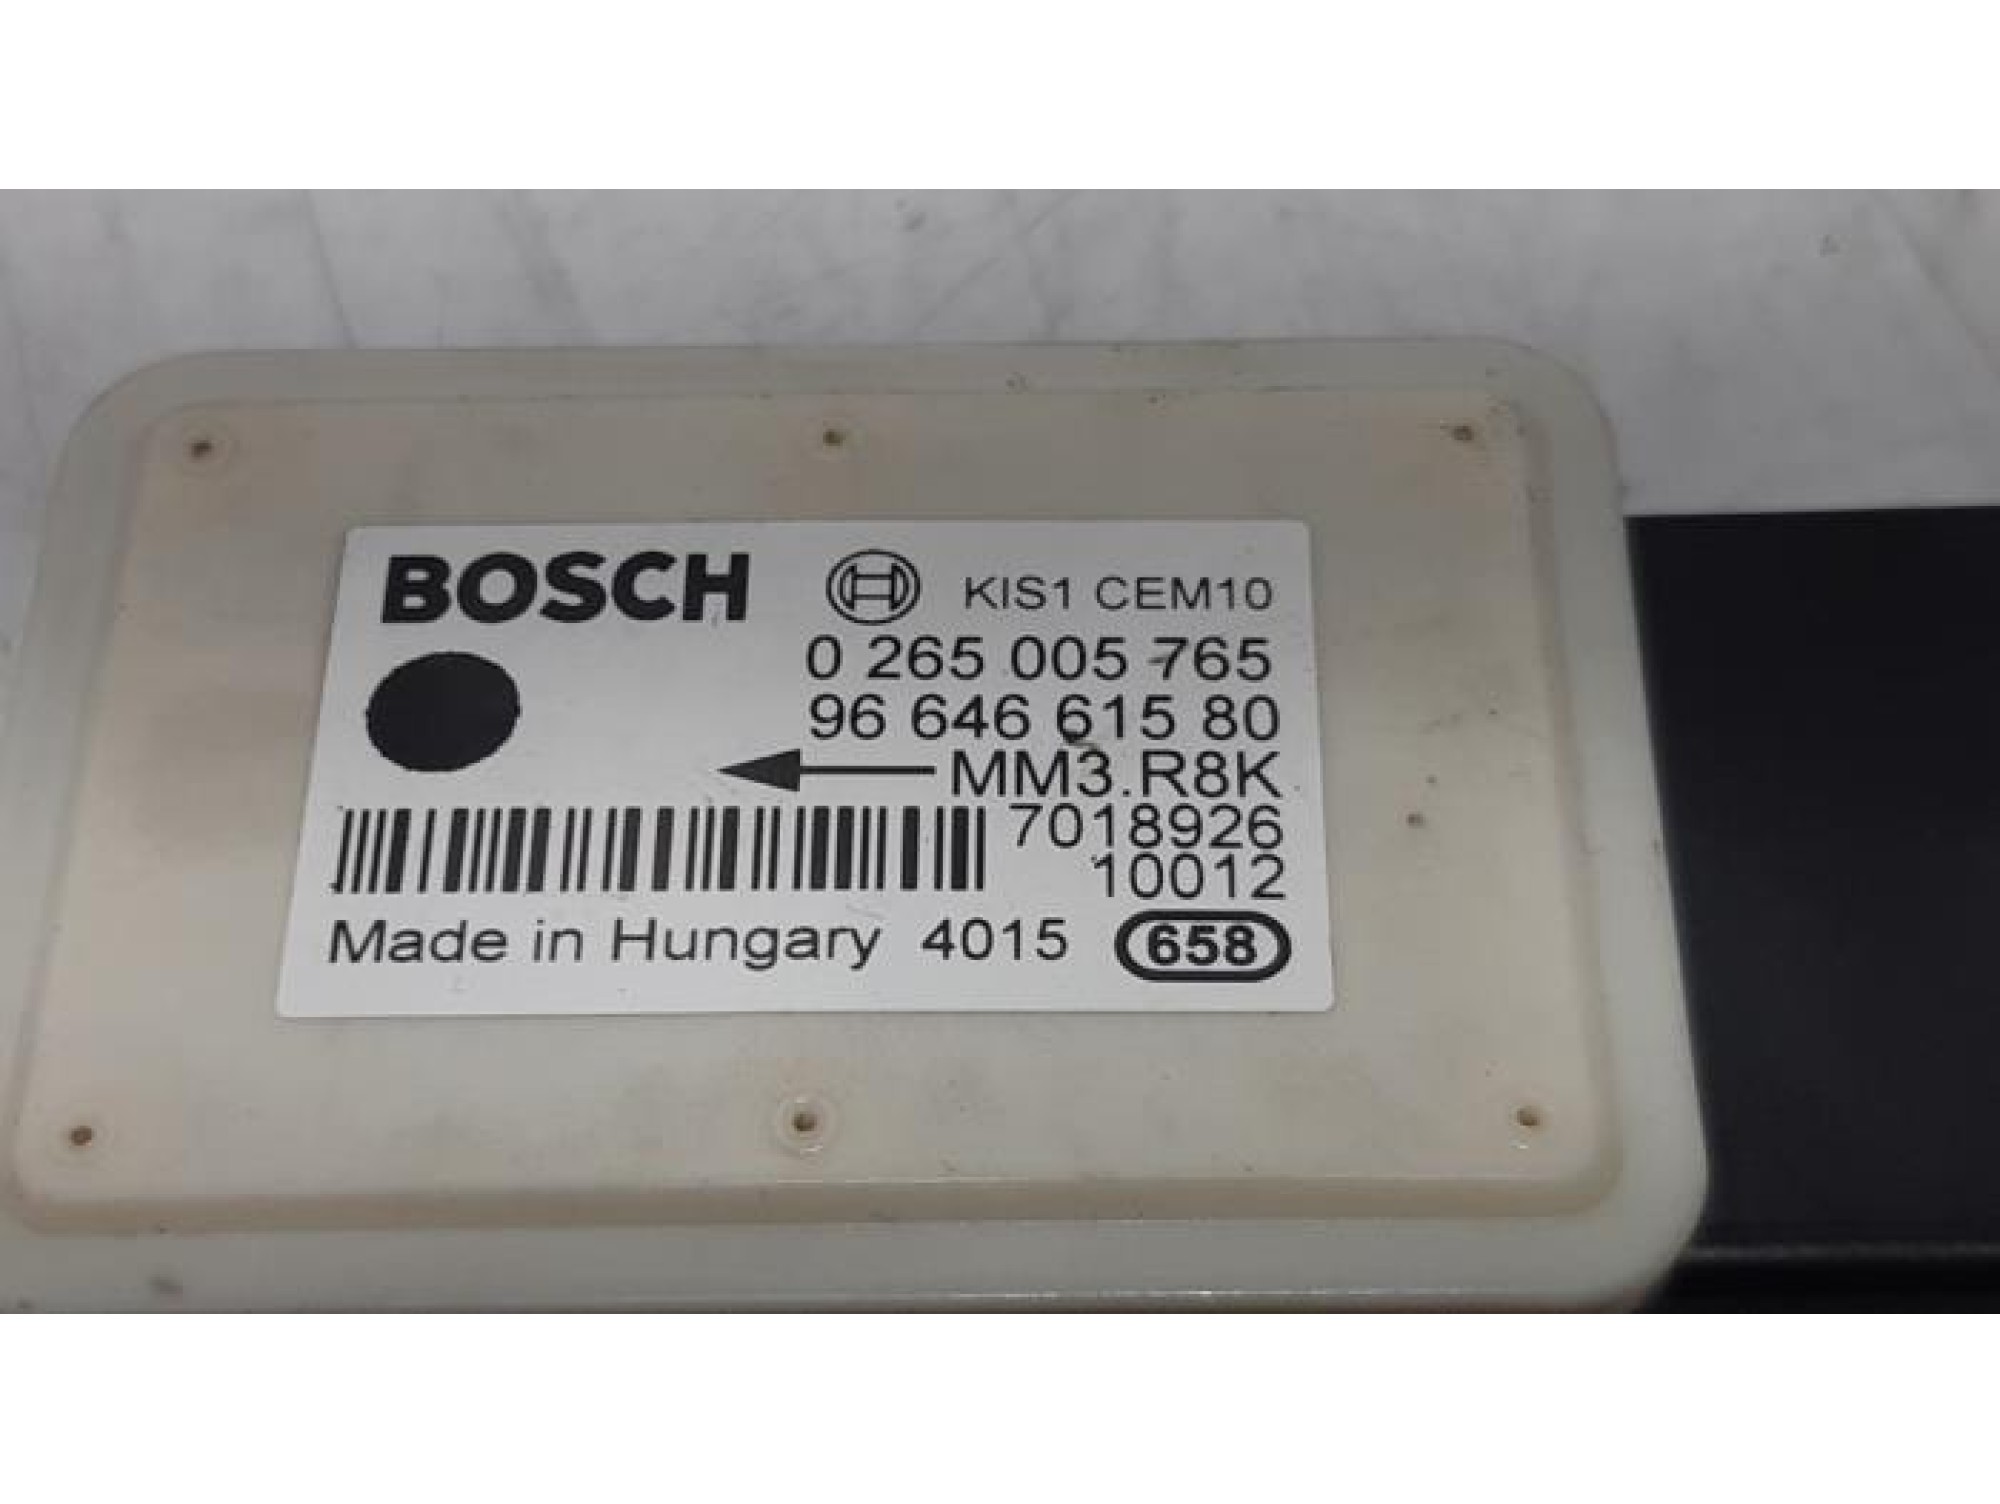 BOSCH KIS1 CEM10
0 265 005 765
96 646 615 80
MM3.R8K
7018926
10012
Made in Hungary 4015 658